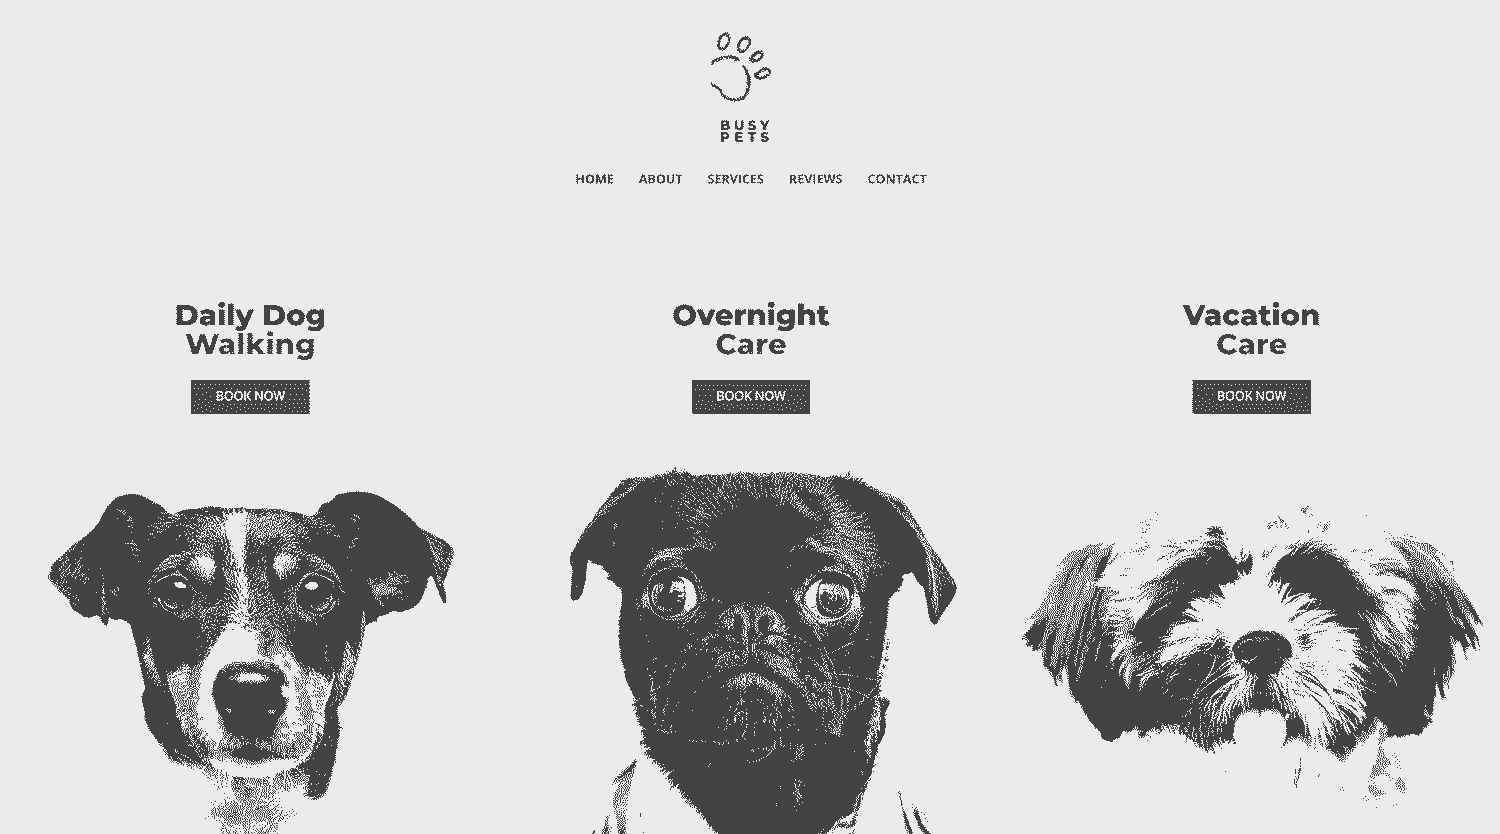 BUSY
PETS
HOME ABOUT SERVICES REVIEWS CONTACT
Daily Dog
Walking
BOOK NOW
Overnight
Care
BOOK NOW
Vacation
Care
BOOK NOW